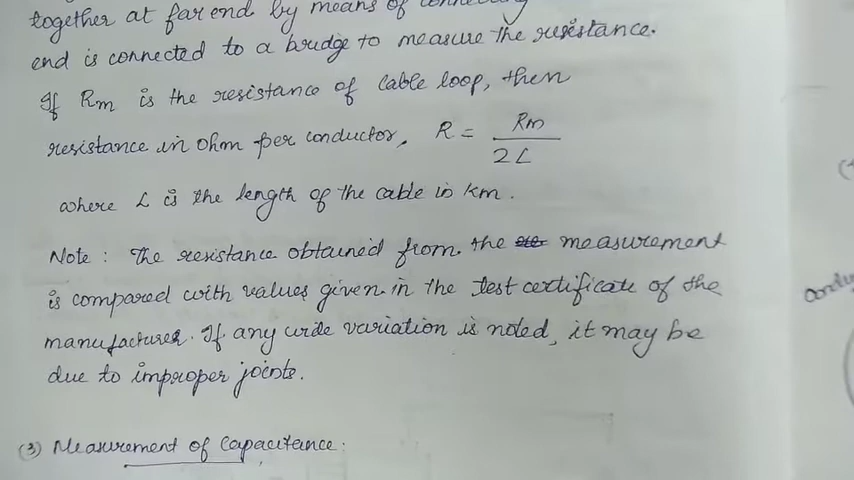 together at far end by means of connecting
end is connected to a bridge to measure the resistance.
If Rm is the resistance of cable loop, then
resistance in ohm per conductor, R = Rm / 2L
where L is the length of the cable in km.
Note : The resistance obtained from the measurement
is compared with values given in the test certificate of the
manufacturer. If any wide variation is noted, it may be
due to improper joints.
(3) Measurement of capacitance: